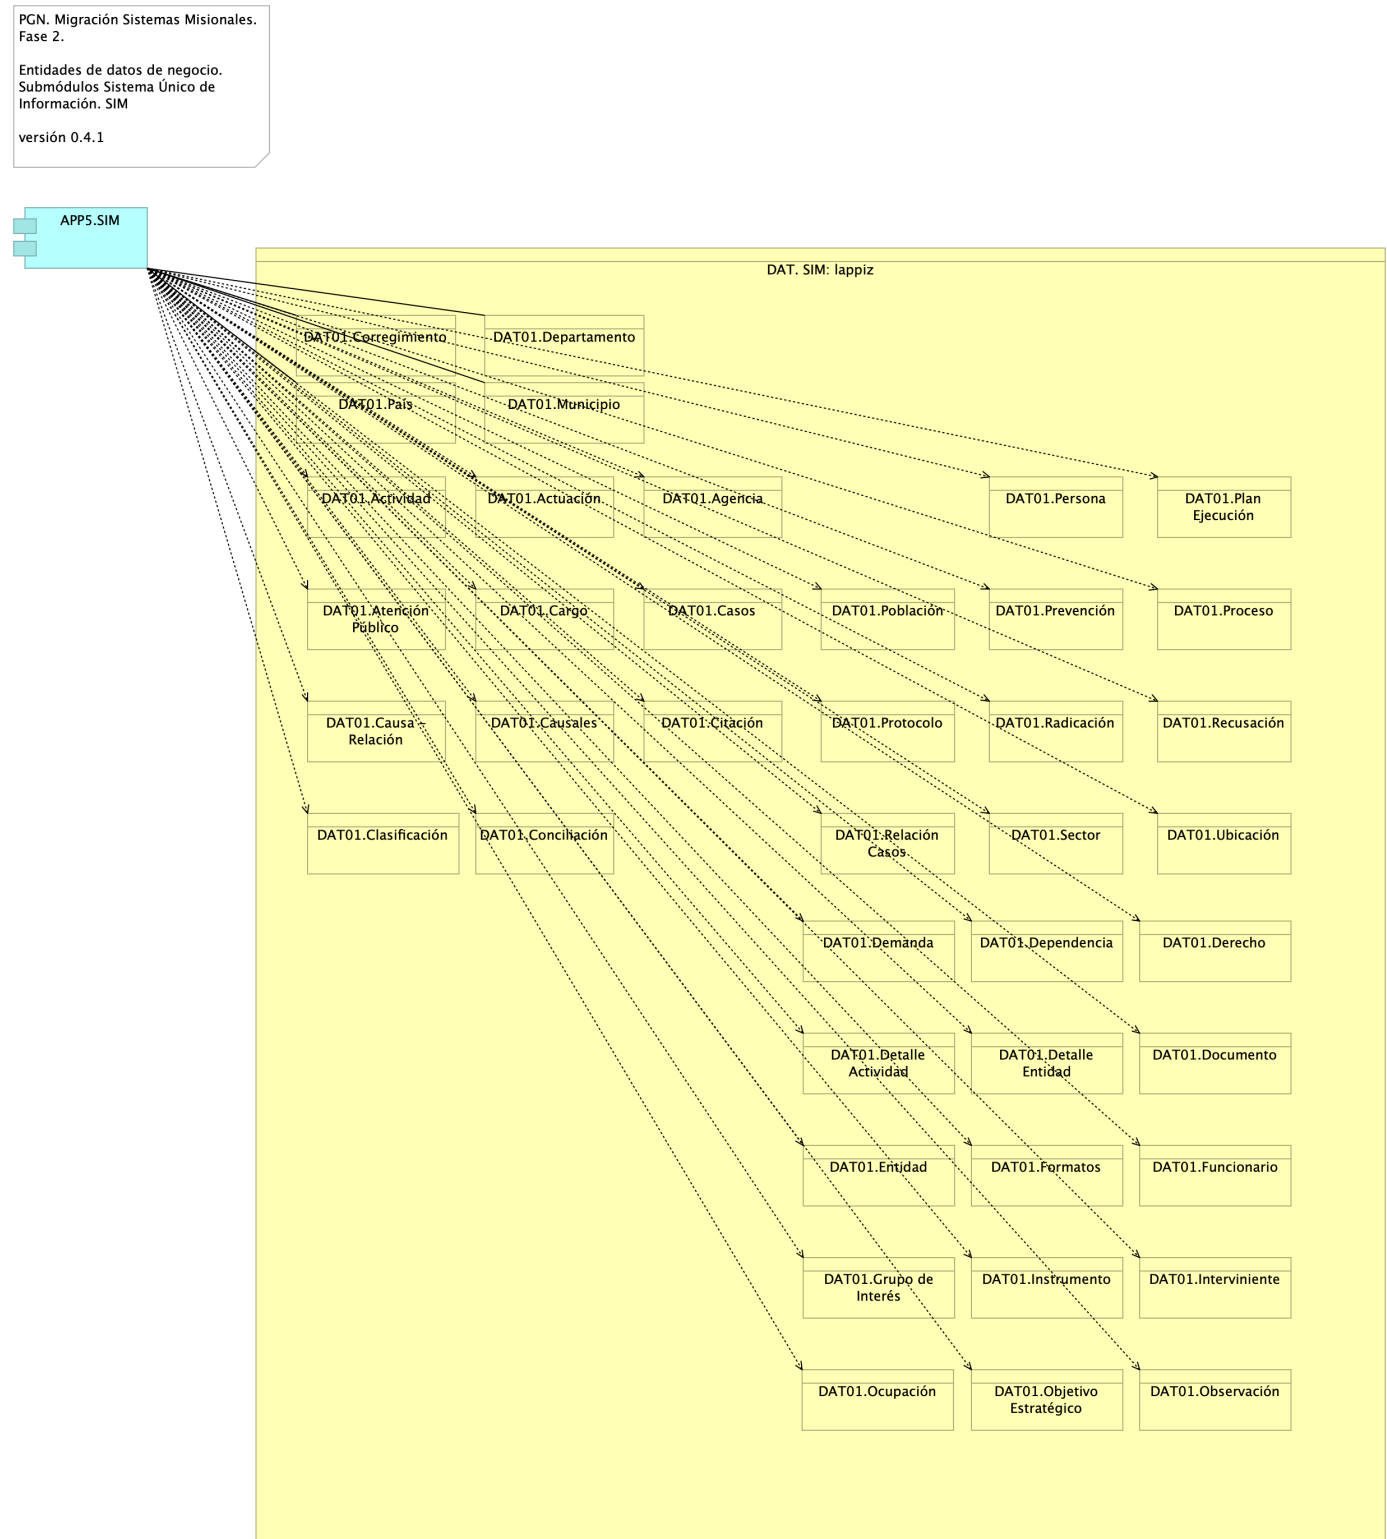 PGN. Migración Sistemas Misionales.
Fase 2.
Entidades de datos de negocio.
Submódulos Sistema Único de
Información. SIM
versión 0.4.1
APP5.SIM
DAT. SIM: lappiz
DAT01.Corregimiento
DAT01.Departamento
DAT01.País
DAT01.Municipio
DAT01.Actividad
DAT01.Actuación
DAT01.Agencia
DAT01.Persona
DAT01.Plan
Ejecución
DAT01.Atención
Público
DAT01.Cargo
DAT01.Casos
DAT01.Población
DAT01.Prevención
DAT01.Proceso
DAT01.Causa –
Relación
DAT01.Causales
DAT01.Citación
DAT01.Protocolo
DAT01.Radicación
DAT01.Recusación
DAT01.Clasificación
DAT01.Conciliación
DAT01.Relación
Casos
DAT01.Sector
DAT01.Ubicación
DAT01.Demanda
DAT01.Dependencia
DAT01.Derecho
DAT01.Detalle
Actividad
DAT01.Detalle
Entidad
DAT01.Documento
DAT01.Entidad
DAT01.Formatos
DAT01.Funcionario
DAT01.Grupo de
Interés
DAT01.Instrumento
DAT01.Interviniente
DAT01.Ocupación
DAT01.Objetivo
Estratégico
DAT01.Observación